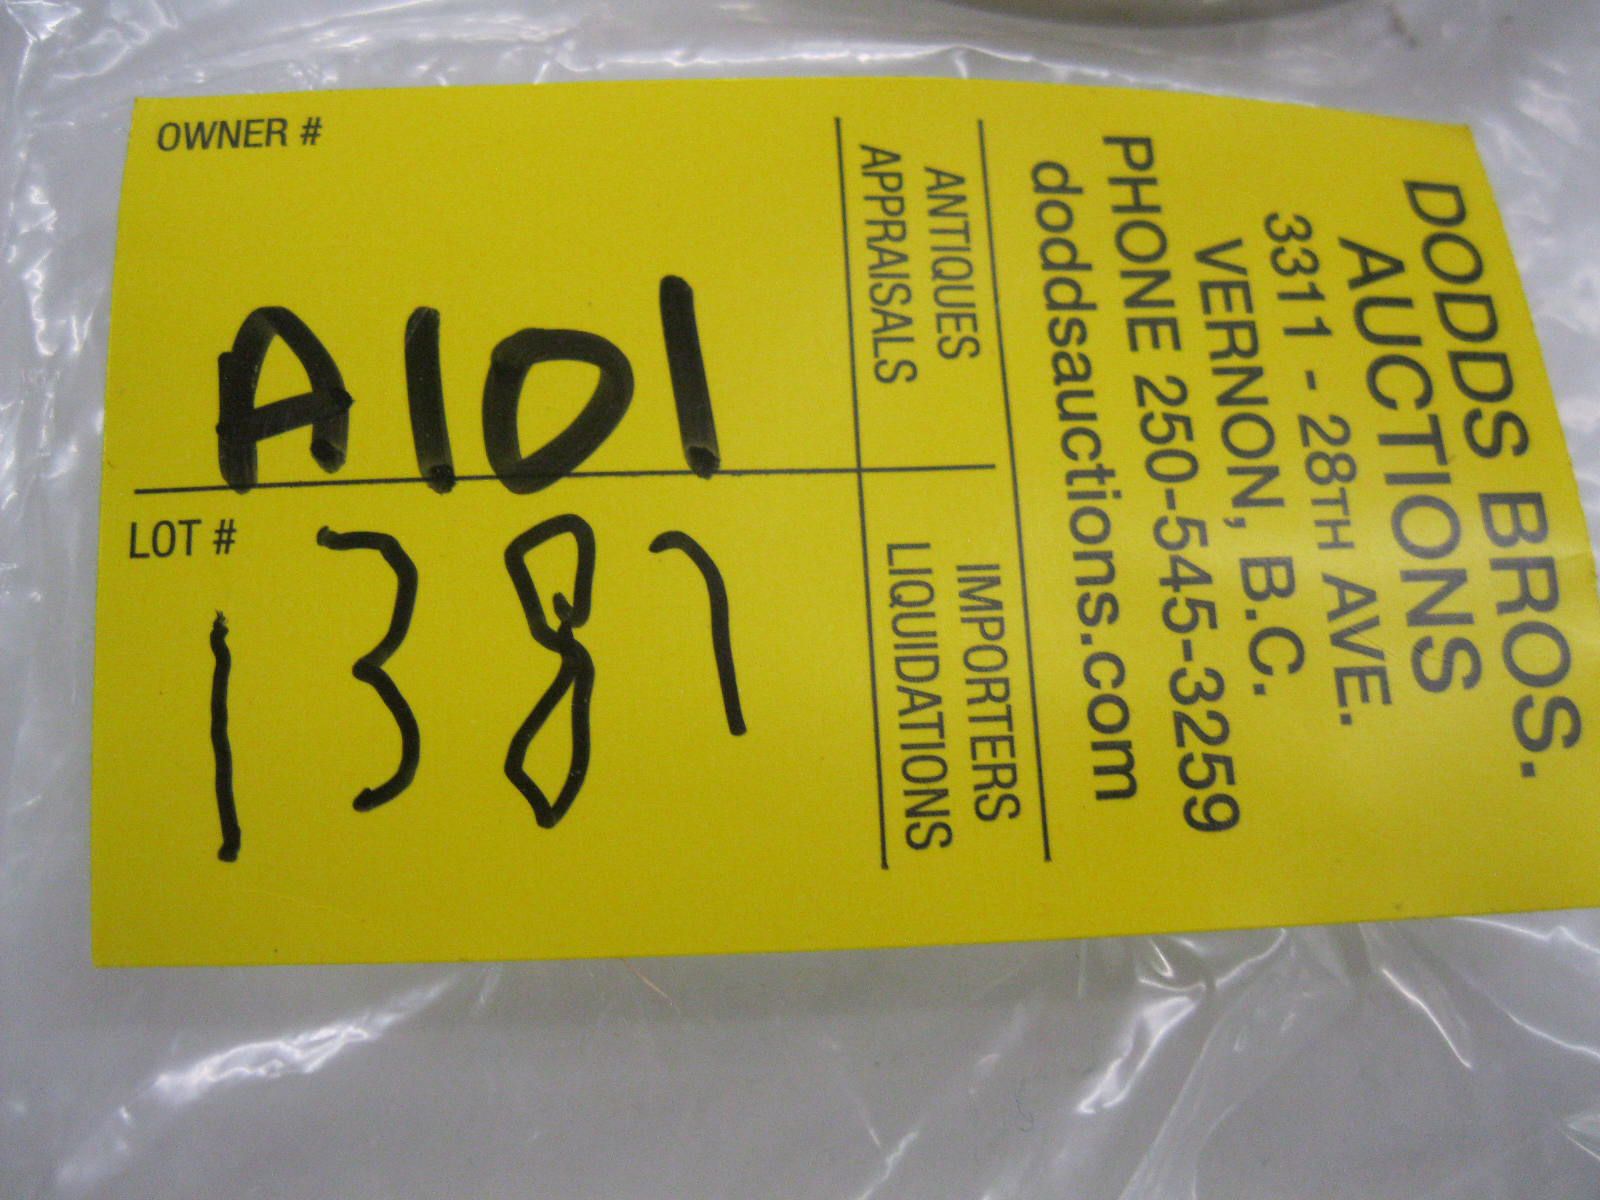 DODDS BROS.
AUCTIONS
3311 - 28TH AVE.
VERNON, B.C.
PHONE 250-545-3259
doddsauctions.com
ANTIQUES
APPRAISALS
IMPORTERS
LIQUIDATIONS
OWNER #
A101
LOT #
1387